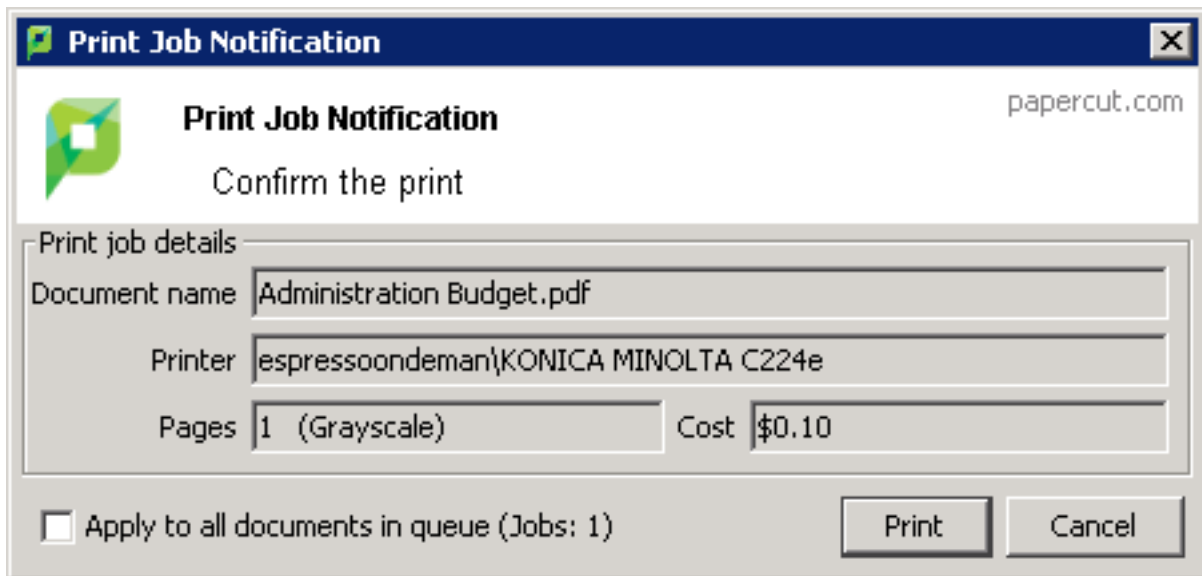 Print Job Notification
papercut.com
Print Job Notification
Confirm the print
Print job details
Document name Administration Budget.pdf
Printer espressoondeman\KONICA MINOLTA C224e
Pages 1 (Grayscale) Cost $0.10
Apply to all documents in queue (Jobs: 1) Print Cancel